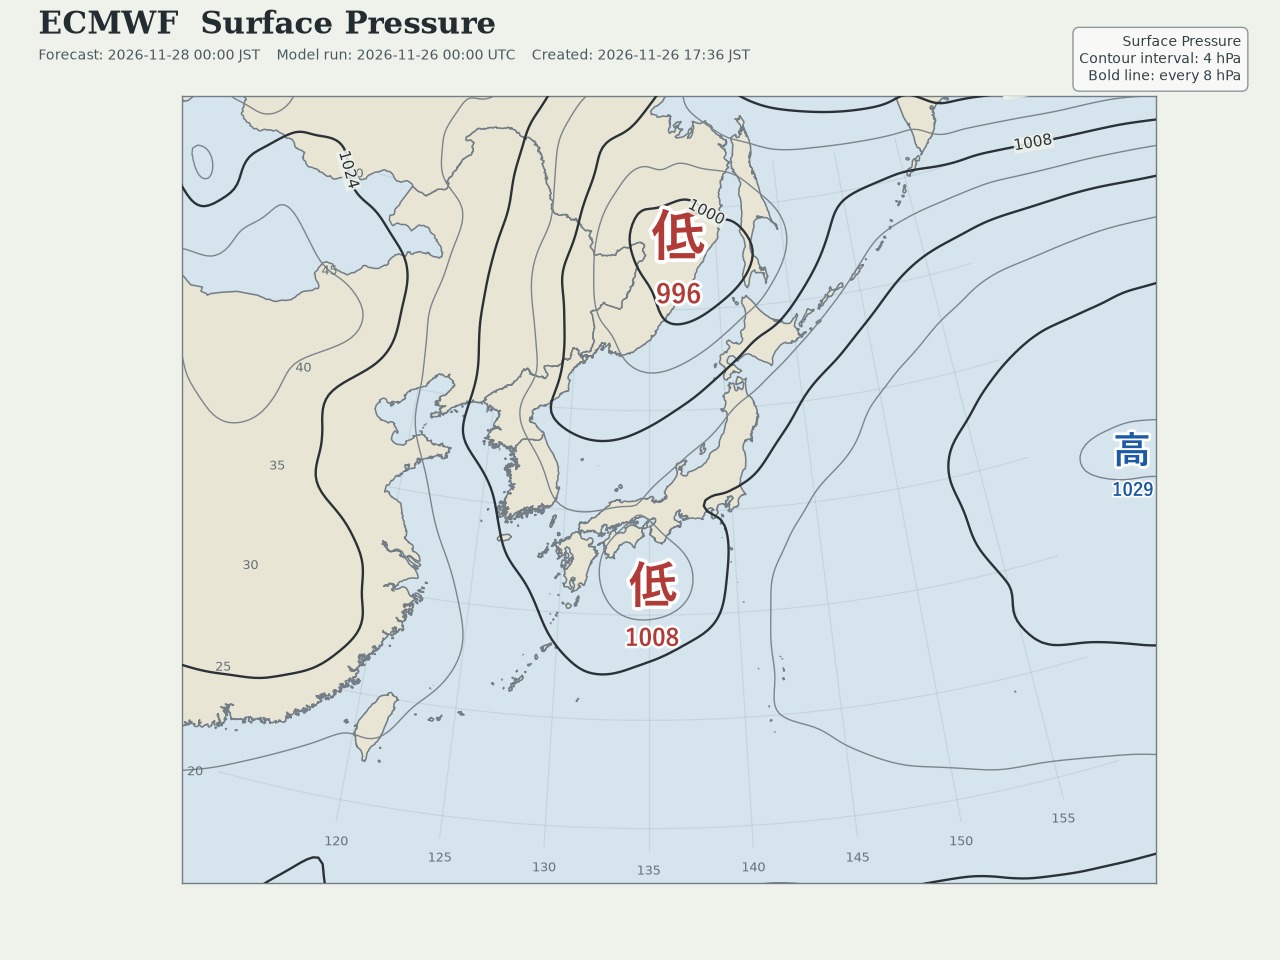 ECMWF  Surface Pressure
Forecast: 2026-11-28 00:00 JST    Model run: 2026-11-26 00:00 UTC    Created: 2026-11-26 17:36 JST
Surface Pressure
Contour interval: 4 hPa
Bold line: every 8 hPa
1008
1024
1000
低
996
45
40
高
1029
35
30
低
1008
25
20
120
125
130
135
140
145
150
155